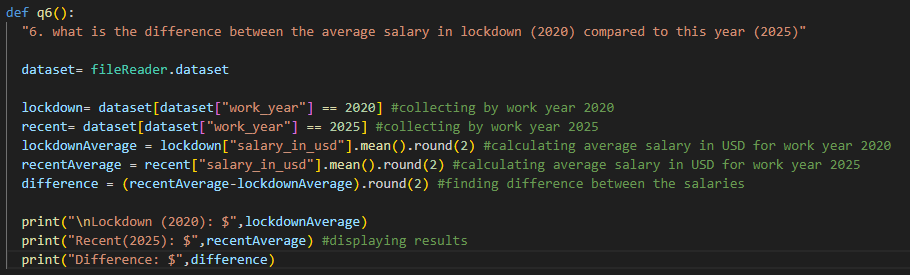 def q6():
"6. what is the difference between the average salary in lockdown (2020) compared to this year (2025)"
dataset= fileReader.dataset
lockdown= dataset[dataset["work_year"] == 2020] #collecting by work year 2020
recent= dataset[dataset["work_year"] == 2025] #collecting by work year 2025
lockdownAverage = lockdown["salary_in_usd"].mean().round(2) #calculating average salary in USD for work year 2020
recentAverage = recent["salary_in_usd"].mean().round(2) #calculating average salary in USD for work year 2025
difference = (recentAverage-lockdownAverage).round(2) #finding difference between the salaries
print("\nLockdown (2020): $",lockdownAverage)
print("Recent(2025): $",recentAverage) #displaying results
print("Difference: $",difference)